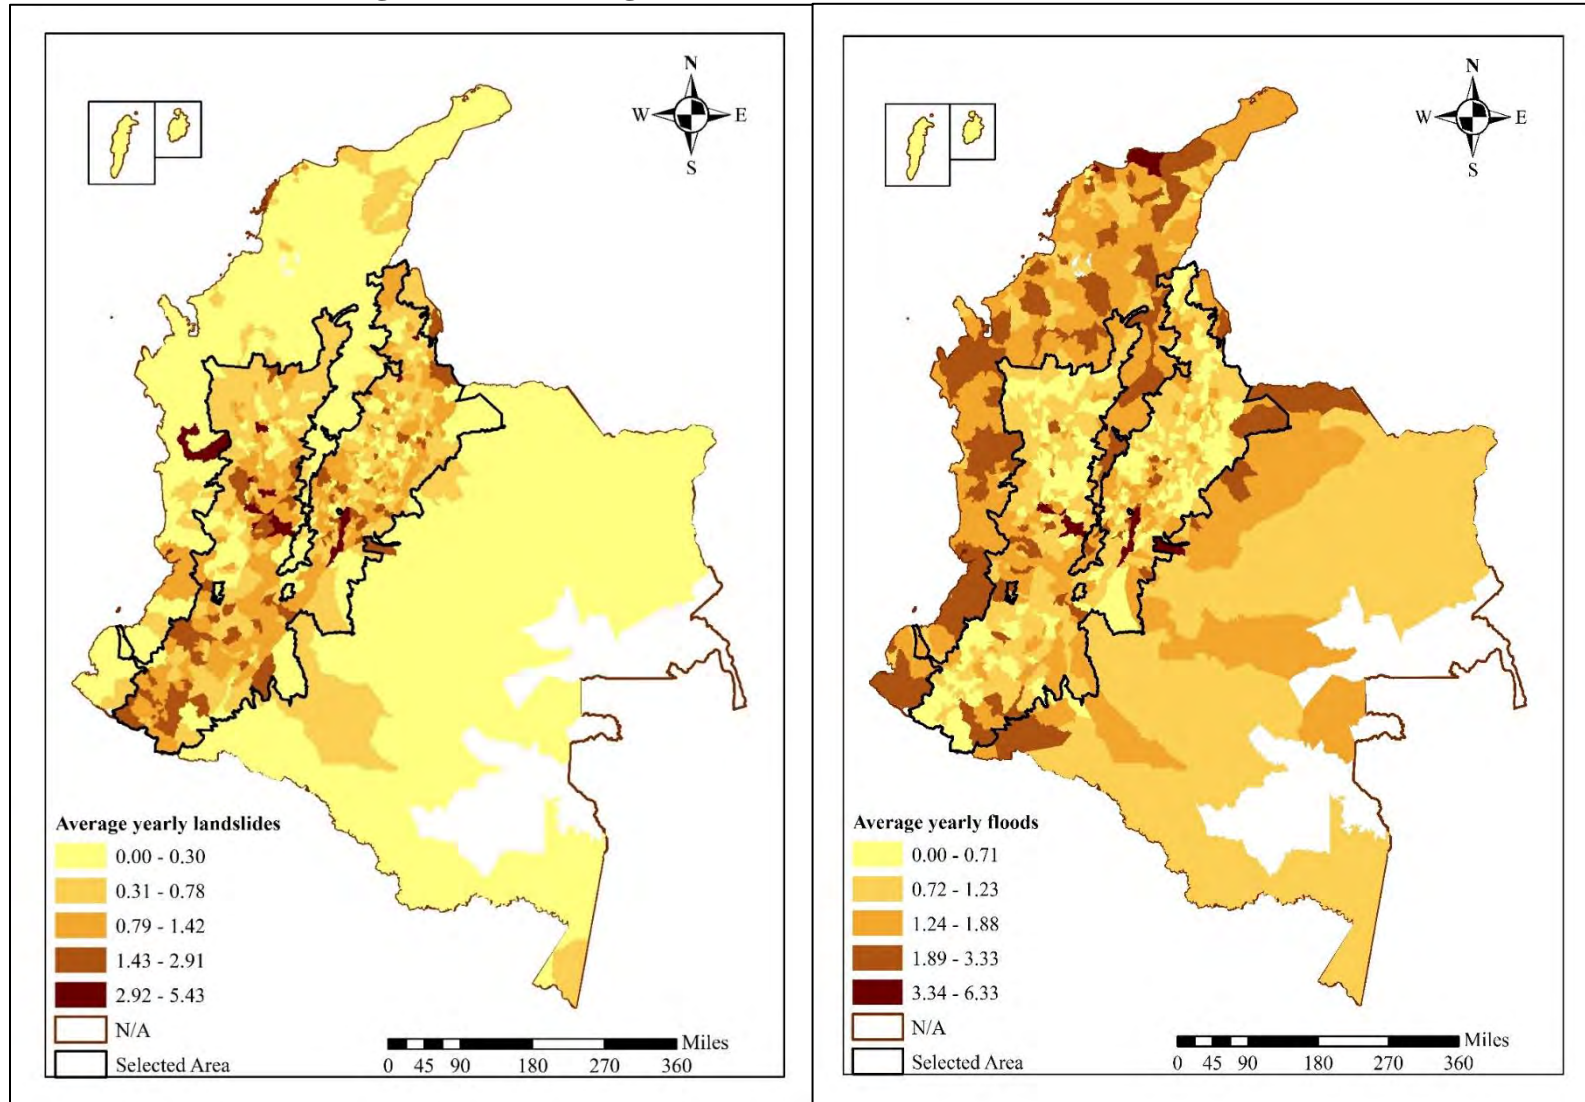 N
W E
S
Average yearly landslides
0.00 - 0.30
0.31 - 0.78
0.79 - 1.42
1.43 - 2.91
2.92 - 5.43
N/A
Selected Area
Miles
0 45 90 180 270 360
N
W E
S
Average yearly floods
0.00 - 0.71
0.72 - 1.23
1.24 - 1.88
1.89 - 3.33
3.34 - 6.33
N/A
Selected Area
Miles
0 45 90 180 270 360